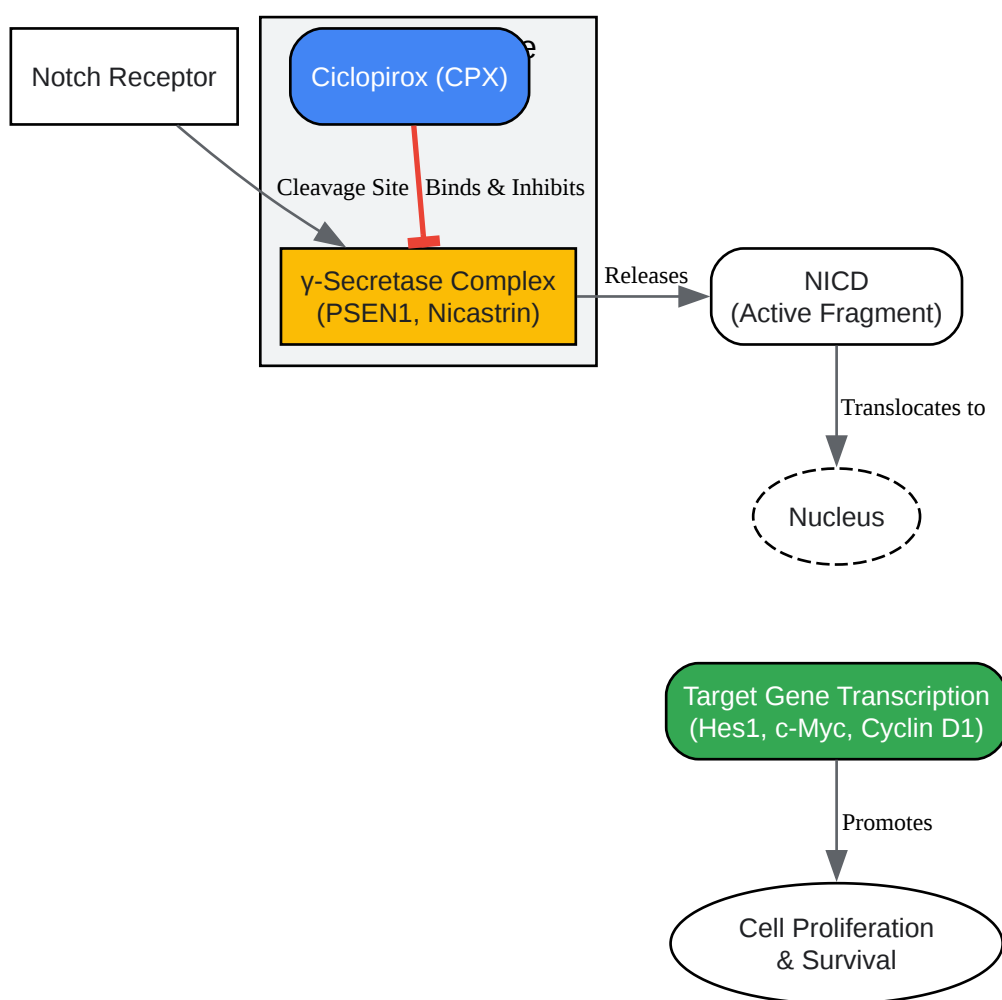 Notch Receptor
Ciclopirox (CPX)
Cleavage Site
Binds & Inhibits
γ-Secretase Complex
(PSEN1, Nicastrin)
Releases
NICD
(Active Fragment)
Translocates to
Nucleus
Target Gene Transcription
(Hes1, c-Myc, Cyclin D1)
Promotes
Cell Proliferation
& Survival